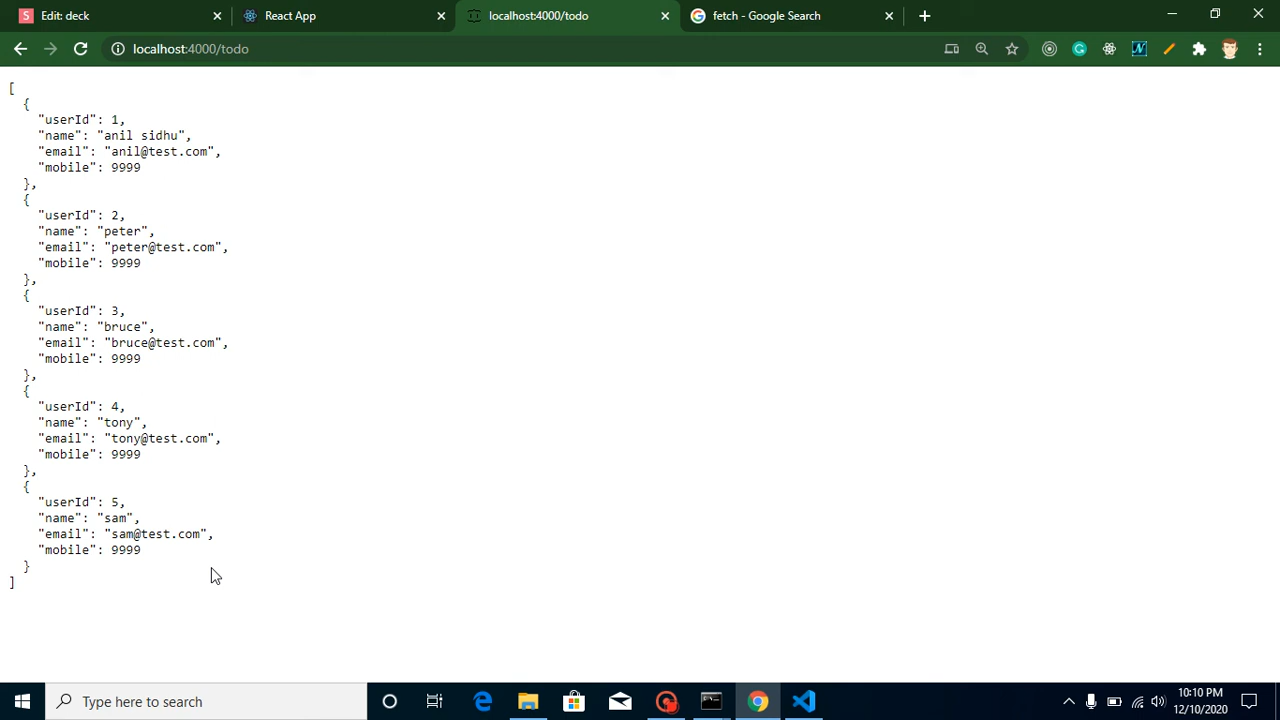 Edit: deck
React App
localhost:4000/todo
fetch - Google Search
localhost:4000/todo
[
{
"userId": 1,
"name": "anil sidhu",
"email": "anil@test.com",
"mobile": 9999
},
{
"userId": 2,
"name": "peter",
"email": "peter@test.com",
"mobile": 9999
},
{
"userId": 3,
"name": "bruce",
"email": "bruce@test.com",
"mobile": 9999
},
{
"userId": 4,
"name": "tony",
"email": "tony@test.com",
"mobile": 9999
},
{
"userId": 5,
"name": "sam",
"email": "sam@test.com",
"mobile": 9999
}
]
Type here to search
10:10 PM
12/10/2020